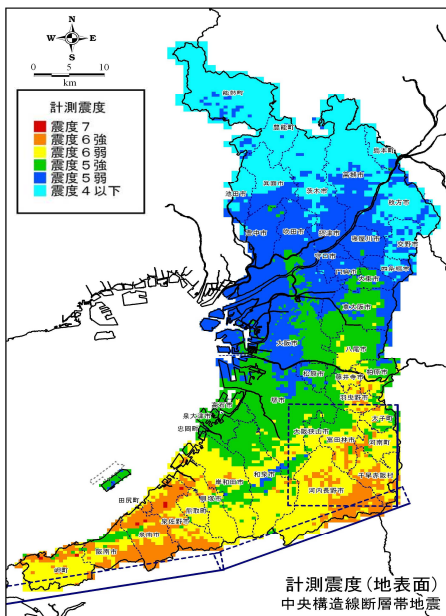 N
W E
S
0 5 10
km
計測震度
震度７
震度６強
震度６弱
震度５強
震度５弱
震度４以下
能勢町
豊能町
島本町
高槻市
茨木市
箕面市
池田市
枚方市
交野市
豊中市
吹田市
摂津市
寝屋川市
守口市
門真市
四條畷市
大東市
東大阪市
大阪市
八尾市
松原市
藤井寺市
柏原市
羽曳野市
堺市
高石市
泉大津市
忠岡町
太子町
大阪狭山市
富田林市
河南町
千早赤阪村
河内長野市
和泉市
岸和田市
貝塚市
熊取町
田尻町
泉佐野市
泉南市
阪南市
岬町
計測震度(地表面)
中央構造線断層帯地震